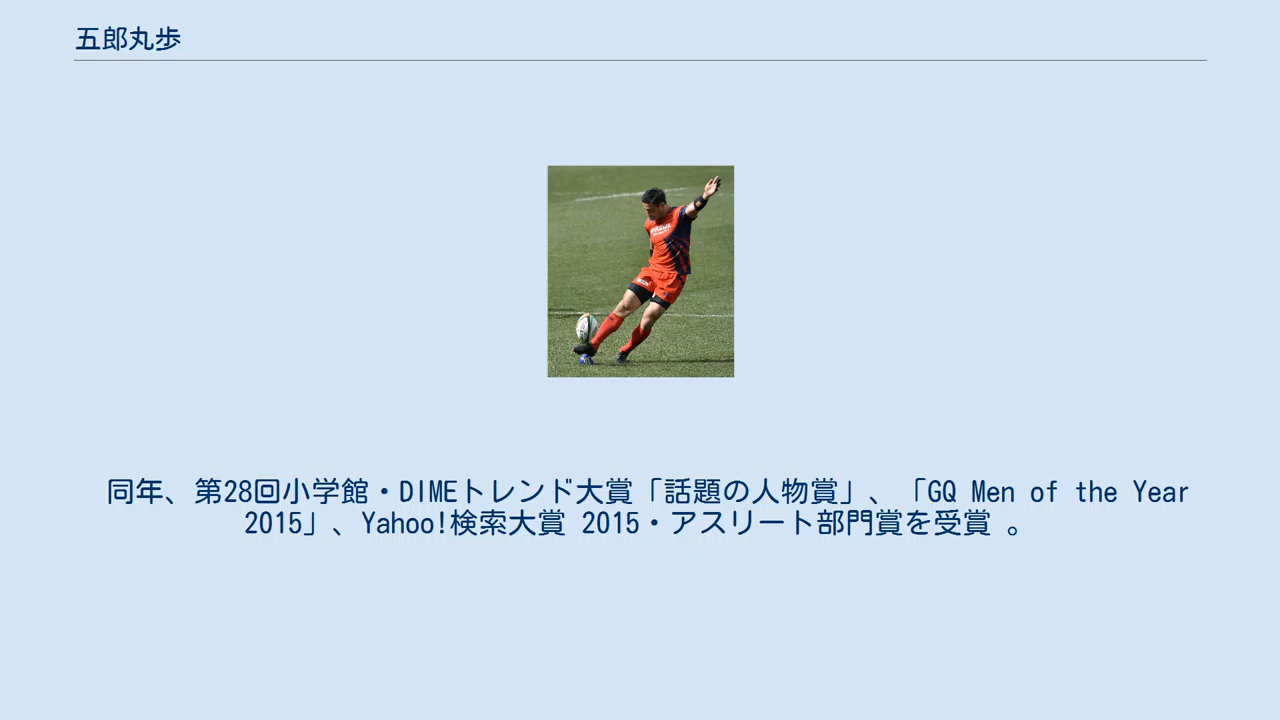 五郎丸歩
同年、第28回小学館・DIMEトレンド大賞「話題の人物賞」、「GQ Men of the Year
2015」、Yahoo!検索大賞 2015・アスリート部門賞を受賞 。